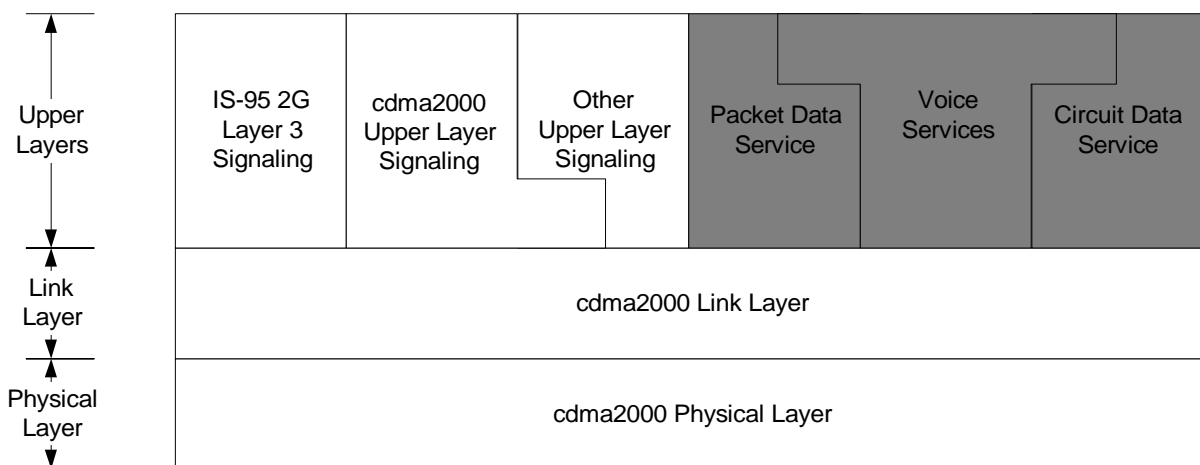 Upper
Layers
IS-95 2G
Layer 3
Signaling
cdma2000
Upper Layer
Signaling
Other
Upper Layer
Signaling
Packet Data
Service
Voice
Services
Circuit Data
Service
Link
Layer
cdma2000 Link Layer
Physical
Layer
cdma2000 Physical Layer